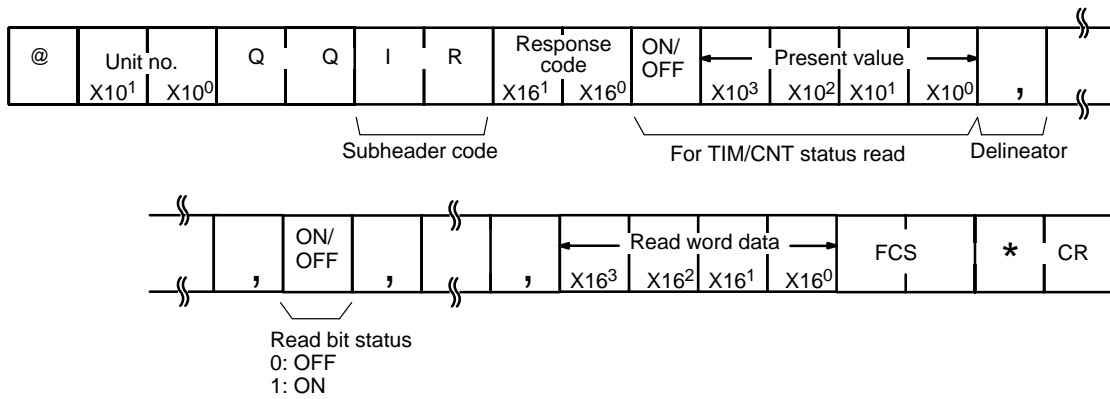 @ Unit no. Q Q I R Response code ON/OFF Present value ,
X10¹ X10⁰ X16¹ X16⁰ X10³ X10² X10¹ X10⁰
Subheader code For TIM/CNT status read Delineator
, ON/OFF , , Read word data FCS * CR
X16³ X16² X16¹ X16⁰
Read bit status
0: OFF
1: ON